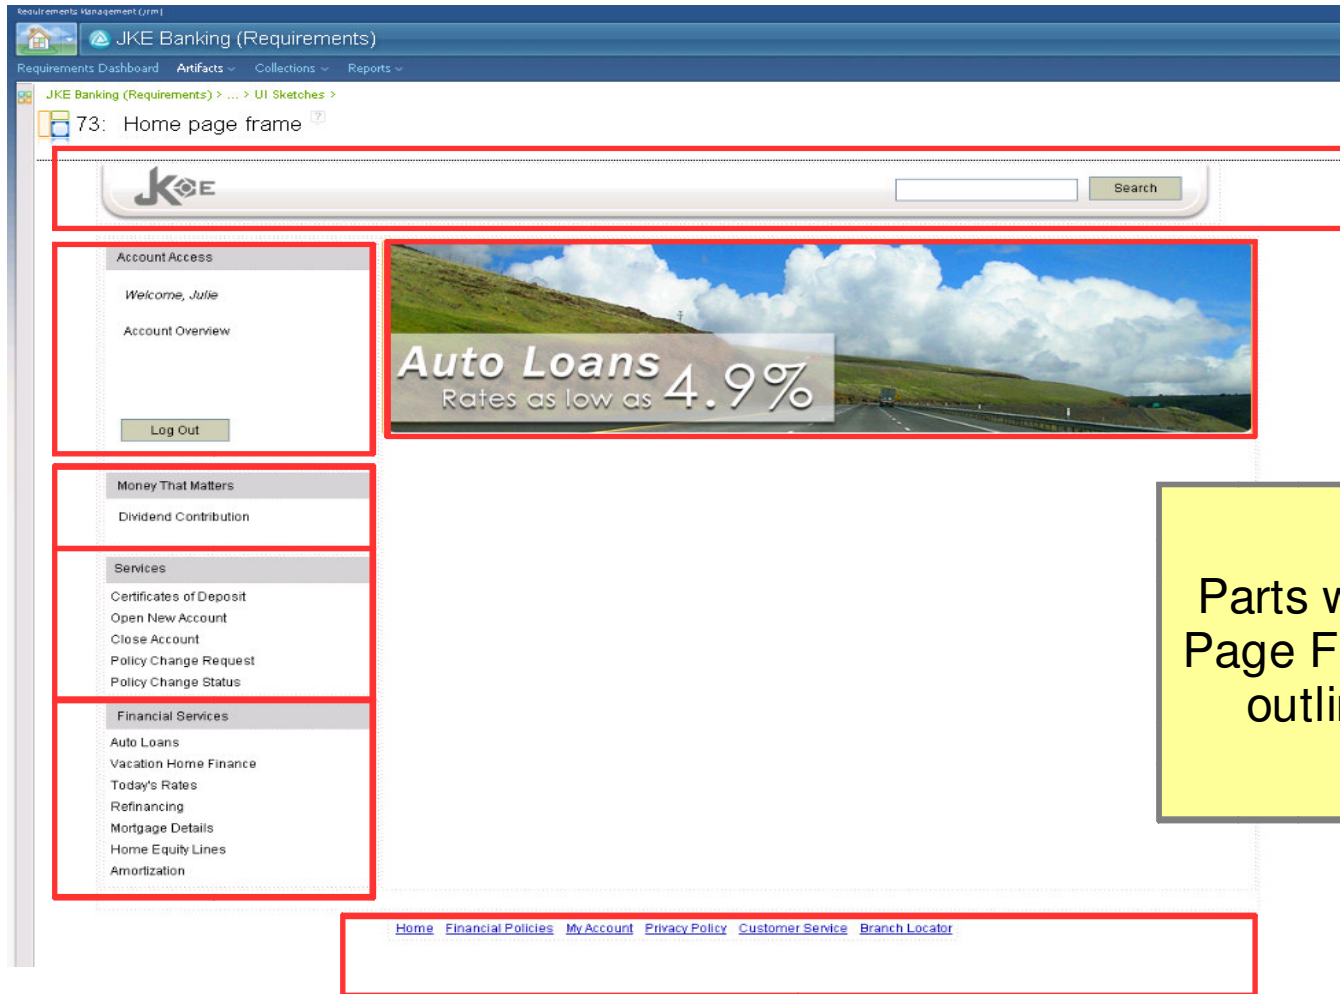 Requirements Management (/rm)
JKE Banking (Requirements)
Requirements Dashboard Artifacts Collections Reports
JKE Banking (Requirements) > ... > UI Sketches >
73: Home page frame ?
JKE
Search
Account Access
Welcome, Julie
Account Overview
Log Out
Auto Loans
Rates as low as 4.9%
Money That Matters
Dividend Contribution
Services
Certificates of Deposit
Open New Account
Close Account
Policy Change Request
Policy Change Status
Financial Services
Auto Loans
Vacation Home Finance
Today's Rates
Refinancing
Mortgage Details
Home Equity Lines
Amortization
Parts
Page
Home Financial Policies My Account Privacy Policy Customer Service Branch Locator